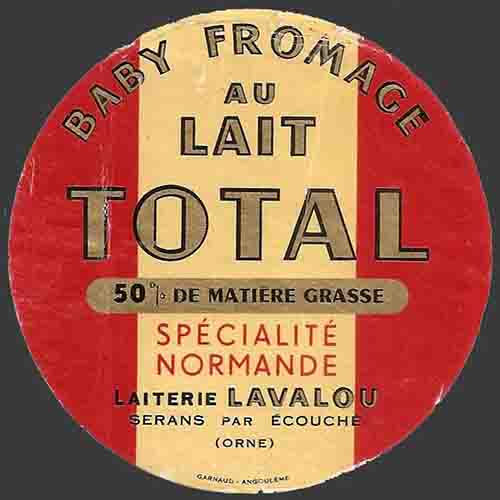 BABY FROMAGE
AU
LAIT
TOTAL
50% DE MATIÈRE GRASSE
SPÉCIALITÉ
NORMANDE
LAITERIE LAVALOU
SERANS PAR ÉCOUCHÉ
(ORNE)
GARNAUD - ANGOULÊME